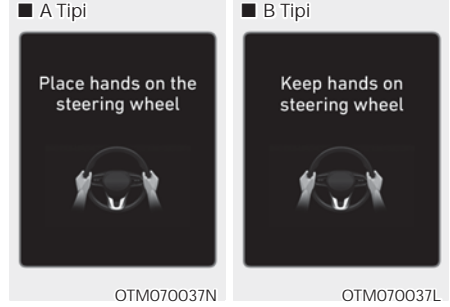 ■ A Tipi
Place hands on the
steering wheel
OTM070037N
■ B Tipi
Keep hands on
steering wheel
OTM070037L